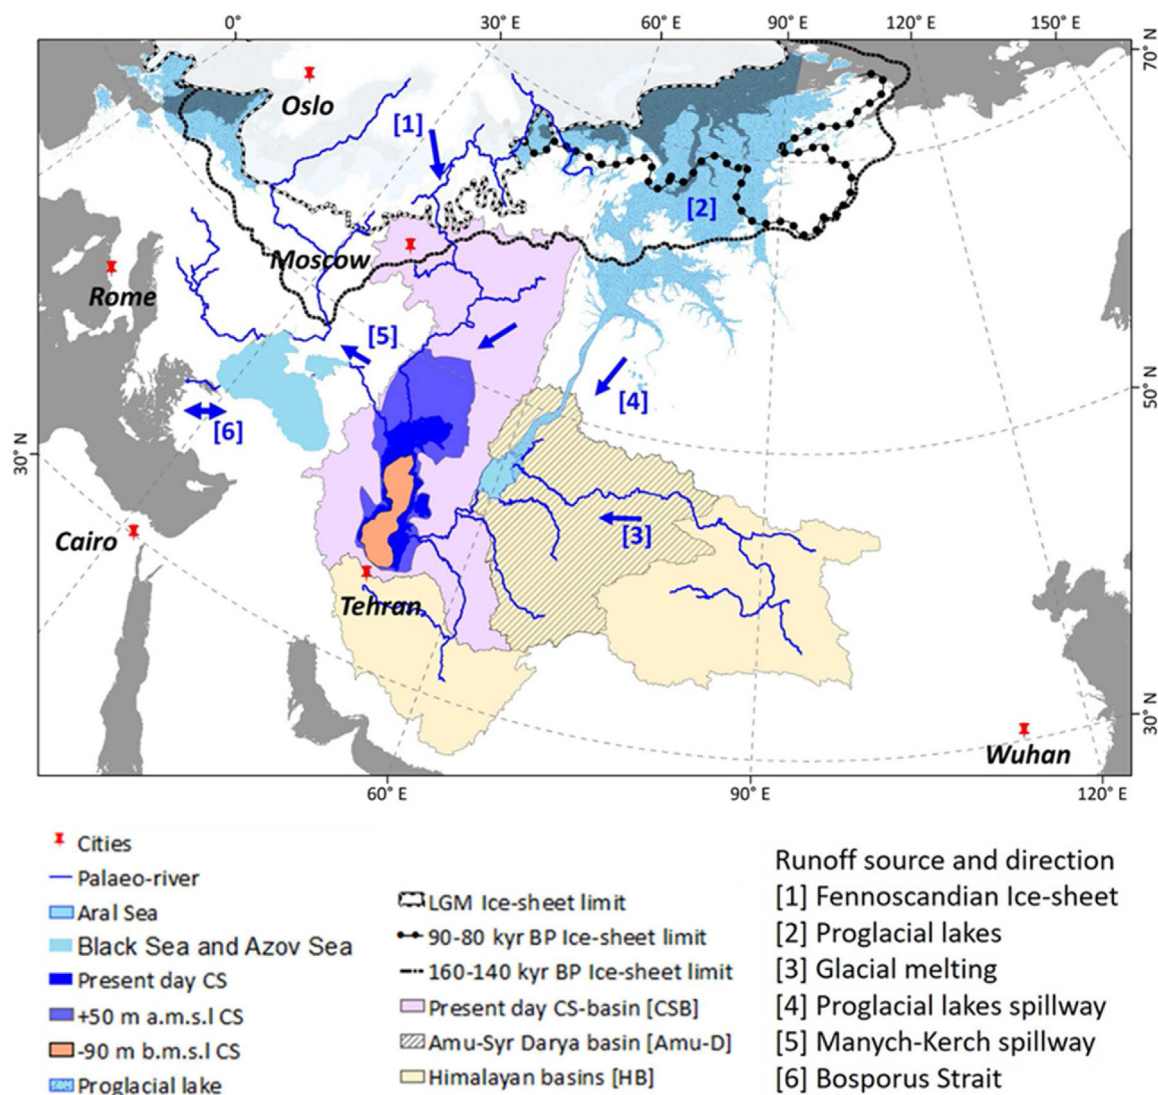 0°
30° E
60° E
90° E
120° E
150° E
70° N
Oslo
[1]
[2]
Moscow
Rome
[5]
[4]
50° N
[6]
30° N
[3]
Cairo
Tehran
30° N
Wuhan
60° E
90° E
120° E
Cities
Palaeo-river
Aral Sea
Black Sea and Azov Sea
Present day CS
+50 m a.m.s.l CS
-90 m b.m.s.l CS
Proglacial lake
LGM Ice-sheet limit
90-80 kyr BP Ice-sheet limit
160-140 kyr BP Ice-sheet limit
Present day CS-basin [CSB]
Amu-Syr Darya basin [Amu-D]
Himalayan basins [HB]
Runoff source and direction
[1] Fennoscandian Ice-sheet
[2] Proglacial lakes
[3] Glacial melting
[4] Proglacial lakes spillway
[5] Manych-Kerch spillway
[6] Bosporus Strait